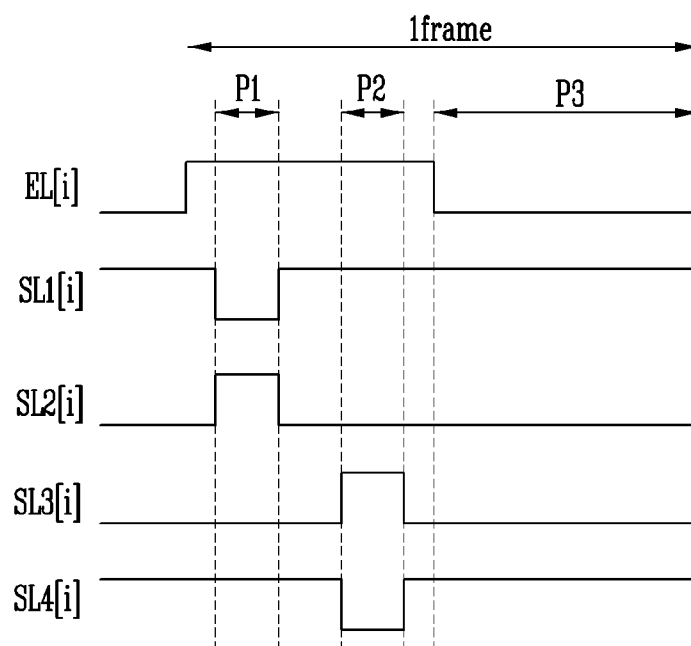 1frame
P1 P2 P3
EL[i]
SL1[i]
SL2[i]
SL3[i]
SL4[i]